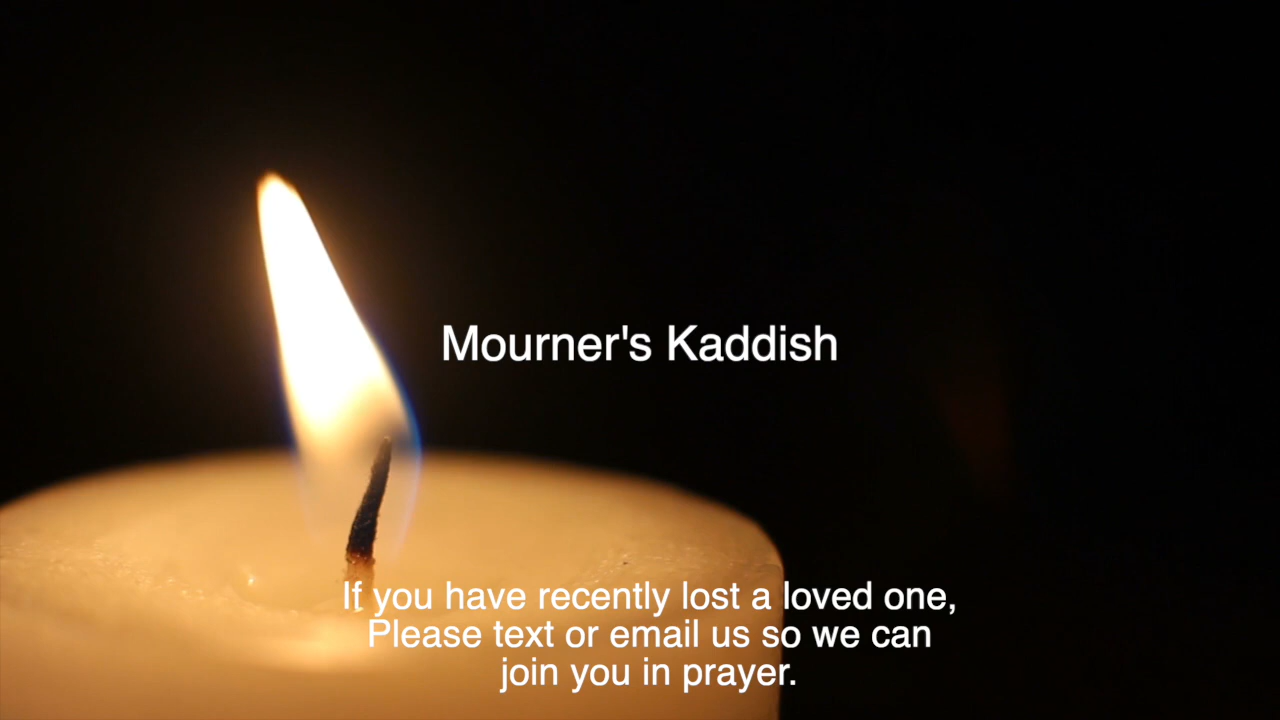 Mourner's Kaddish
If you have recently lost a loved one,
Please text or email us so we can
join you in prayer.